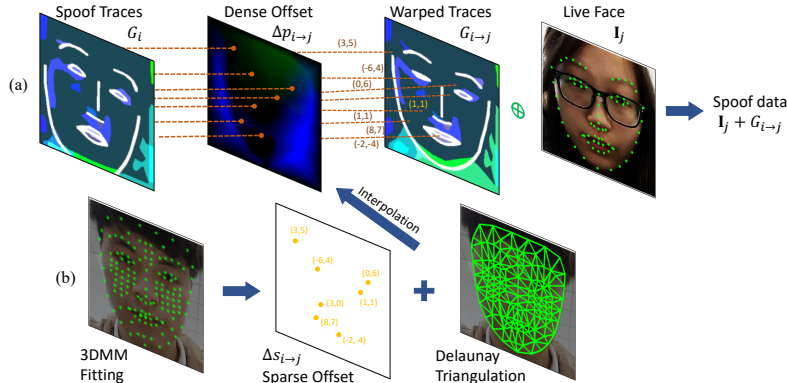 Spoof Traces
Dense Offset
Warped Traces
Live Face
G_i
Δp_{i→j}
G_{i→j}
I_j
(a)
(3,5)
(-6,4)
(0,6)
(1,1)
(1,1)
(8,7)
(-2,-4)
⊕
Spoof data
I_j + G_{i→j}
Interpolation
(b)
(3,5)
(-6,4)
(0,6)
(1,1)
(3,0)
(8,7)
(-2,-4)
+
3DMM
Fitting
Δs_{i→j}
Sparse Offset
Delaunay
Triangulation